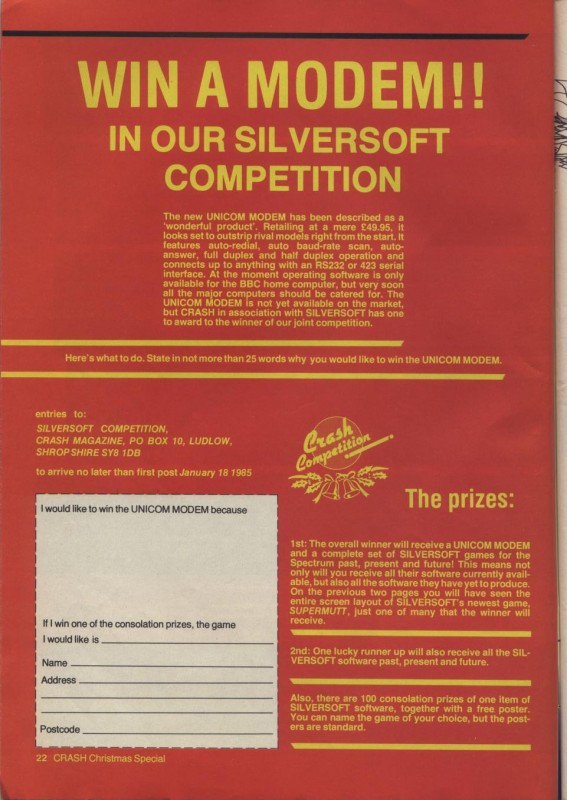 WIN A MODEM!!
IN OUR SILVERSOFT
COMPETITION
The new UNICOM MODEM has been described as a
'wonderful product'. Retailing at a mere £49.95, it
looks set to outstrip rival models right from the start. It
features auto-redial, auto baud-rate scan, auto-
answer, full duplex and half duplex operation and
connects up to anything with an RS232 or 423 serial
interface. At the moment operating software is only
available for the BBC home computer, but very soon
all the major computers should be catered for. The
UNICOM MODEM is not yet available on the market,
but CRASH in association with SILVERSOFT has one
to award to the winner of our joint competition.
Here's what to do. State in not more than 25 words why you would like to win the UNICOM MODEM.
entries to:
SILVERSOFT COMPETITION,
CRASH MAGAZINE, PO BOX 10, LUDLOW,
SHROPSHIRE SY8 1DB
to arrive no later than first post January 18 1985
I would like to win the UNICOM MODEM because
If I win one of the consolation prizes, the game
I would like is
Name
Address
Postcode
22 CRASH Christmas Special
Crash
Competition
The prizes:
1st: The overall winner will receive a UNICOM MODEM
and a complete set of SILVERSOFT games for the
Spectrum past, present and future! This means not
only will you receive all their software currently avail-
able, but also all the software they have yet to produce.
On the previous two pages you will have seen the
entire screen layout of SILVERSOFT's newest game,
SUPERMUTT, just one of many that the winner will
receive.
2nd: One lucky runner up will also receive all the SIL-
VERSOFT software past, present and future.
Also, there are 100 consolation prizes of one item of
SILVERSOFT software, together with a free poster.
You can name the game of your choice, but the post-
ers are standard.